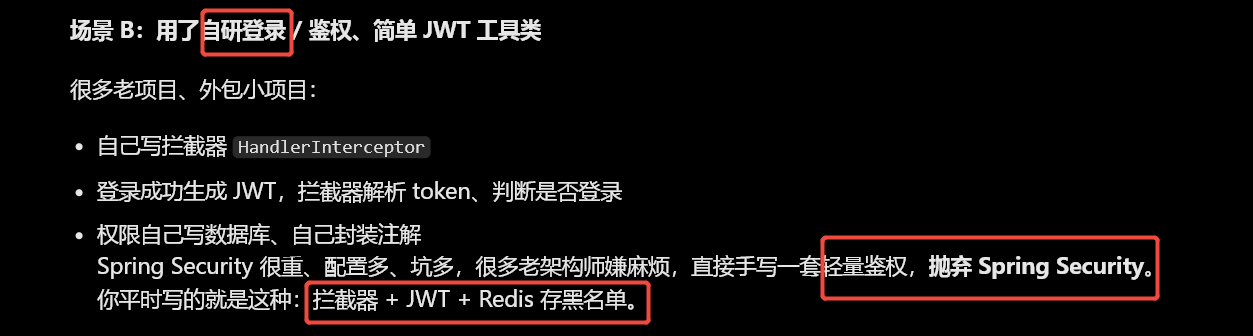 场景 B：用了自研登录 / 鉴权、简单 JWT 工具类
很多老项目、外包小项目：
自己写拦截器 HandlerInterceptor
登录成功生成 JWT，拦截器解析 token、判断是否登录
权限自己写数据库、自己封装注解
Spring Security 很重、配置多、坑多，很多老架构师嫌麻烦，直接手写一套轻量鉴权，抛弃 Spring Security。
你平时写的就是这种：拦截器 + JWT + Redis 存黑名单。